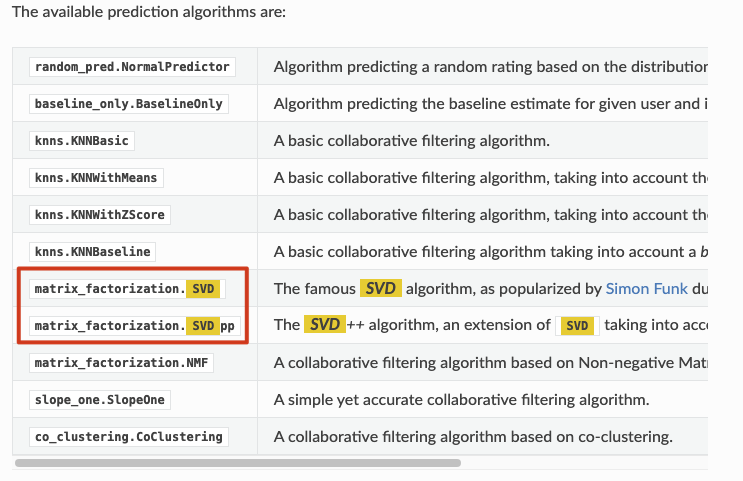 The available prediction algorithms are:
random_pred.NormalPredictor Algorithm predicting a random rating based on the distribution
baseline_only.BaselineOnly Algorithm predicting the baseline estimate for given user and i
knns.KNNBasic A basic collaborative filtering algorithm.
knns.KNNWithMeans A basic collaborative filtering algorithm, taking into account the
knns.KNNWithZScore A basic collaborative filtering algorithm, taking into account the
knns.KNNBaseline A basic collaborative filtering algorithm taking into account a b
matrix_factorization.SVD The famous SVD algorithm, as popularized by Simon Funk du
matrix_factorization.SVDpp The SVD++ algorithm, an extension of SVD taking into acc
matrix_factorization.NMF A collaborative filtering algorithm based on Non-negative Mat
slope_one.SlopeOne A simple yet accurate collaborative filtering algorithm.
co_clustering.CoClustering A collaborative filtering algorithm based on co-clustering.